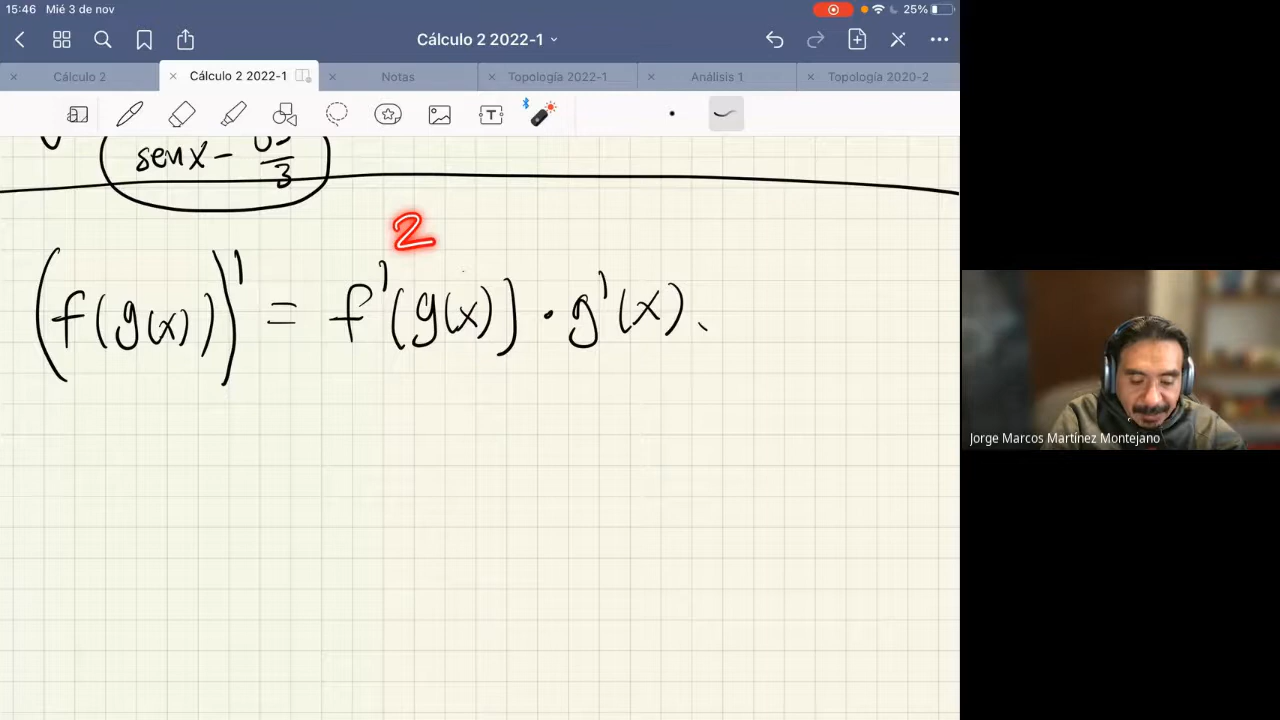 15:46 Mié 3 de nov 25%
Cálculo 2 2022-1
Cálculo 2 Cálculo 2 2022-1 Notas Topología 2022-1 Análisis 1 Topología 2020-2
T
sen x - 3
2
(f(g(x)))' = f'(g(x)) · g'(x).
Jorge Marcos Martínez Montejano